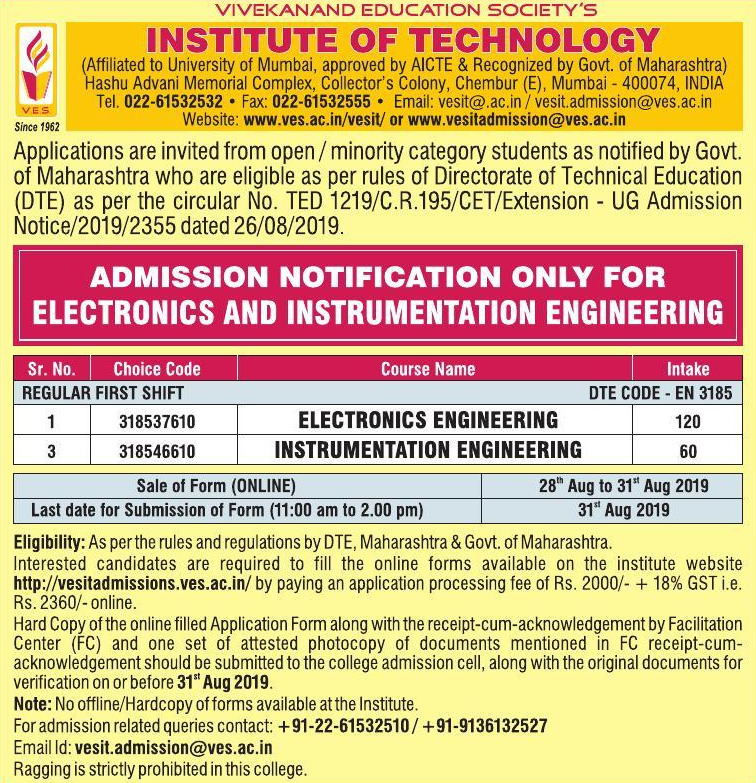 VIVEKANAND EDUCATION SOCIETY'S
INSTITUTE OF TECHNOLOGY
(Affiliated to University of Mumbai, approved by AICTE & Recognized by Govt. of Maharashtra)
Hashu Advani Memorial Complex, Collector's Colony, Chembur (E), Mumbai - 400074, INDIA
Tel. 022-61532532 • Fax: 022-61532555 • Email: vesit@.ac.in / vesit.admission@ves.ac.in
Website: www.ves.ac.in/vesit/ or www.vesitadmission@ves.ac.in
V.E.S.
Since 1962
Applications are invited from open / minority category students as notified by Govt.
of Maharashtra who are eligible as per rules of Directorate of Technical Education
(DTE) as per the circular No. TED 1219/C.R.195/CET/Extension - UG Admission
Notice/2019/2355 dated 26/08/2019.
ADMISSION NOTIFICATION ONLY FOR
ELECTRONICS AND INSTRUMENTATION ENGINEERING
Sr. No. Choice Code Course Name Intake
REGULAR FIRST SHIFT DTE CODE - EN 3185
1 318537610 ELECTRONICS ENGINEERING 120
3 318546610 INSTRUMENTATION ENGINEERING 60
Sale of Form (ONLINE) 28th Aug to 31st Aug 2019
Last date for Submission of Form (11:00 am to 2.00 pm) 31st Aug 2019
Eligibility: As per the rules and regulations by DTE, Maharashtra & Govt. of Maharashtra.
Interested candidates are required to fill the online forms available on the institute website
http://vesitadmissions.ves.ac.in/ by paying an application processing fee of Rs. 2000/- + 18% GST i.e.
Rs. 2360/- online.
Hard Copy of the online filled Application Form along with the receipt-cum-acknowledgement by Facilitation
Center (FC) and one set of attested photocopy of documents mentioned in FC receipt-cum-
acknowledgement should be submitted to the college admission cell, along with the original documents for
verification on or before 31st Aug 2019.
Note: No offline/Hardcopy of forms available at the Institute.
For admission related queries contact: +91-22-61532510 / +91-9136132527
Email Id: vesit.admission@ves.ac.in
Ragging is strictly prohibited in this college.